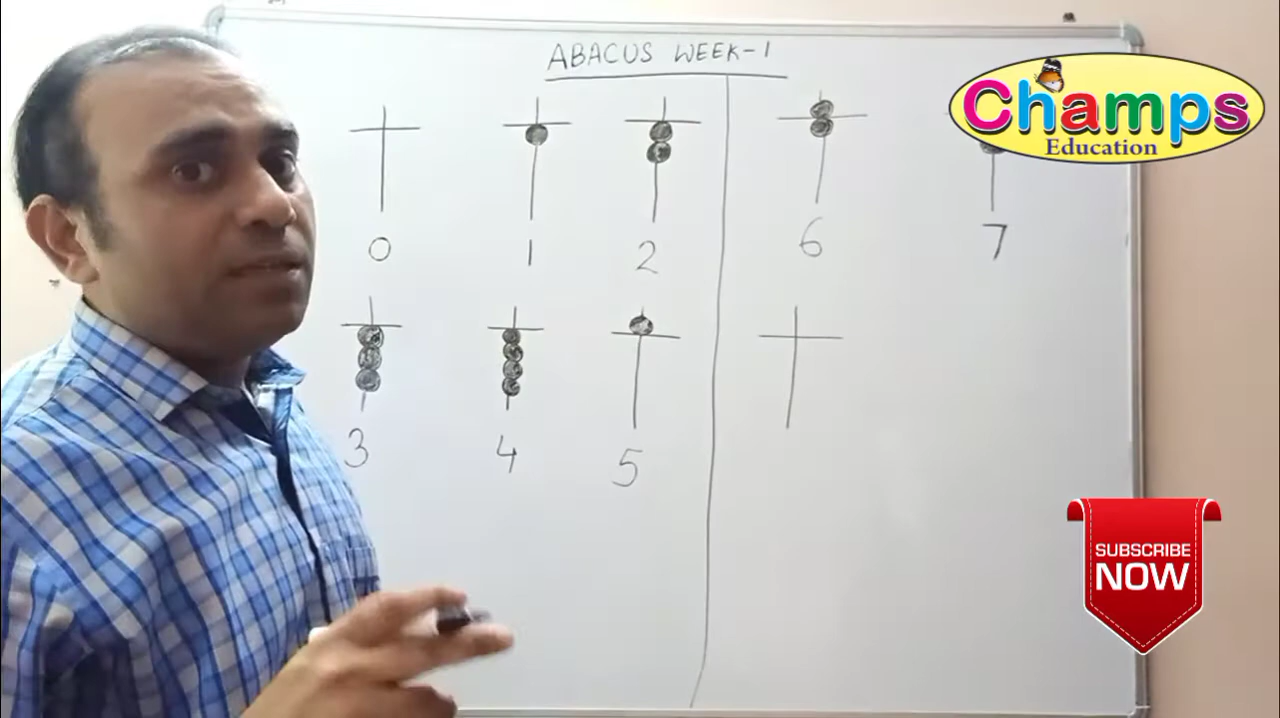 ABACUS WEEK-1
Champs
Education
0 1 2 6 7
3 4 5
SUBSCRIBE
NOW